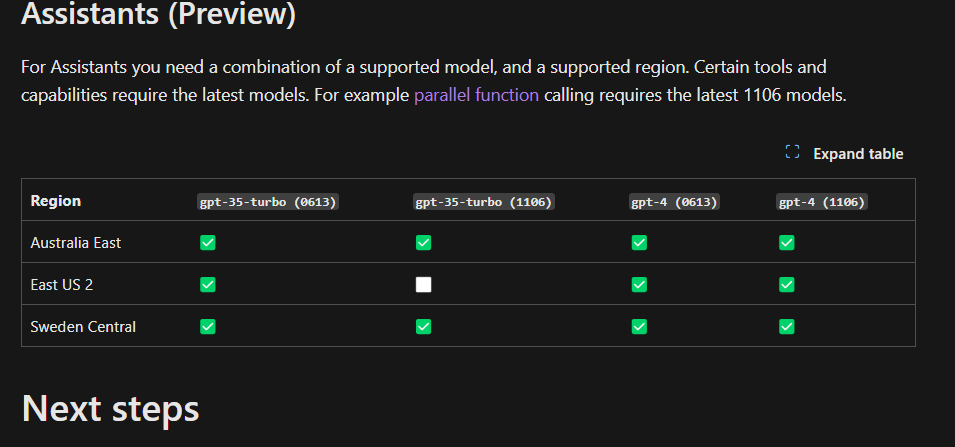 Assistants (Preview)
For Assistants you need a combination of a supported model, and a supported region. Certain tools and
capabilities require the latest models. For example parallel function calling requires the latest 1106 models.
Expand table
Region gpt-35-turbo (0613) gpt-35-turbo (1106) gpt-4 (0613) gpt-4 (1106)
Australia East ✅ ✅ ✅ ✅
East US 2 ✅ ⬜ ✅ ✅
Sweden Central ✅ ✅ ✅ ✅
Next steps